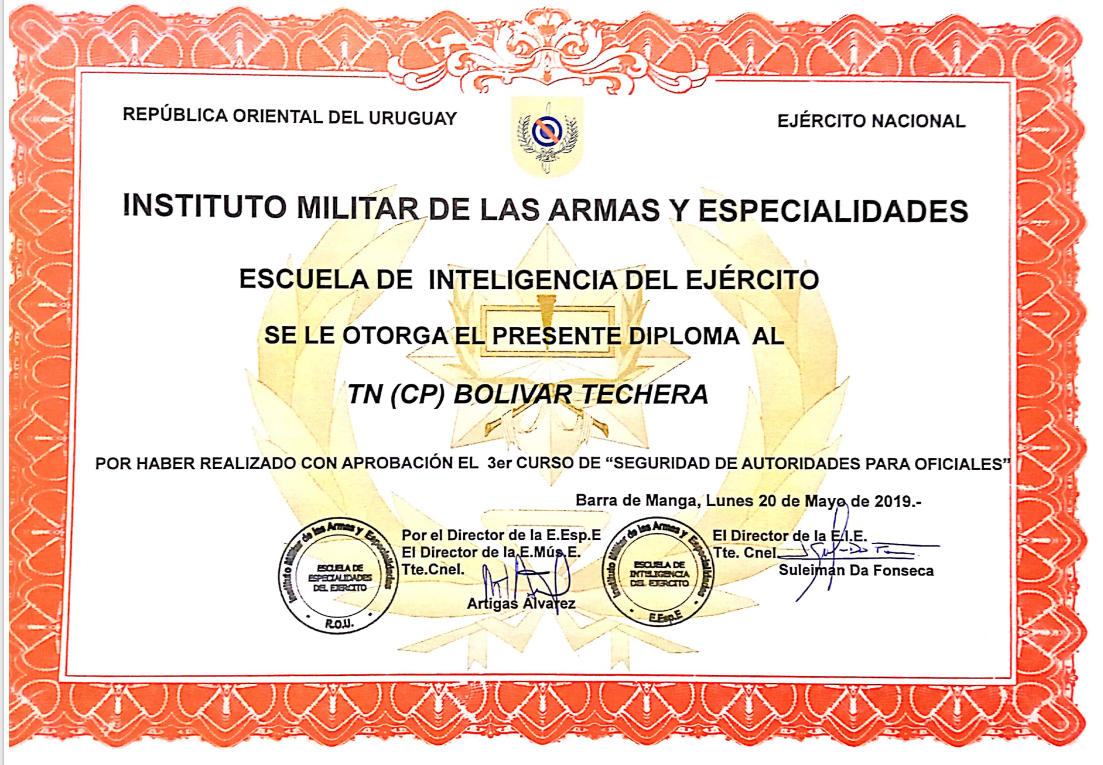 REPÚBLICA ORIENTAL DEL URUGUAY
EJÉRCITO NACIONAL
INSTITUTO MILITAR DE LAS ARMAS Y ESPECIALIDADES
ESCUELA DE INTELIGENCIA DEL EJÉRCITO
SE LE OTORGA EL PRESENTE DIPLOMA AL
TN (CP) BOLIVAR TECHERA
POR HABER REALIZADO CON APROBACIÓN EL 3er CURSO DE “SEGURIDAD DE AUTORIDADES PARA OFICIALES”
Barra de Manga, Lunes 20 de Mayo de 2019.-
Por el Director de la E.Esp.E
El Director de la E.Mús.E.
Tte.Cnel.
Artigas Alvarez
El Director de la E.I.E.
Tte. Cnel.
Suleiman Da Fonseca
Instituto Militar de las Armas y Especialidades
ESCUELA DE
ESPECIALIDADES
DEL EJERCITO
R.O.U.
Instituto Militar de las Armas y Especialidades
ESCUELA DE
INTELIGENCIA
DEL EJERCITO
E.Esp.E